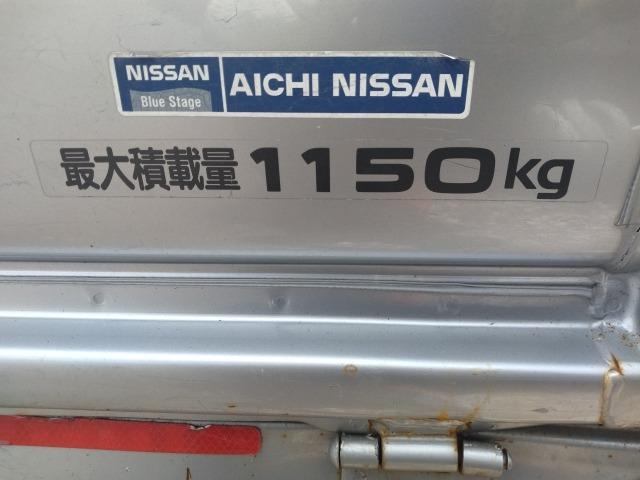 NISSAN
Blue Stage
AICHI NISSAN
最大積載量 1150kg